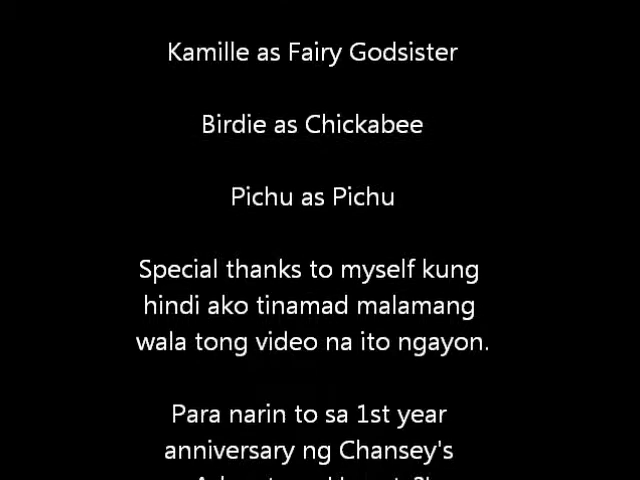 Kamille as Fairy Godsister
Birdie as Chickabee
Pichu as Pichu
Special thanks to myself kung
hindi ako tinamad malamang
wala tong video na ito ngayon.
Para narin to sa 1st year
anniversary ng Chansey's